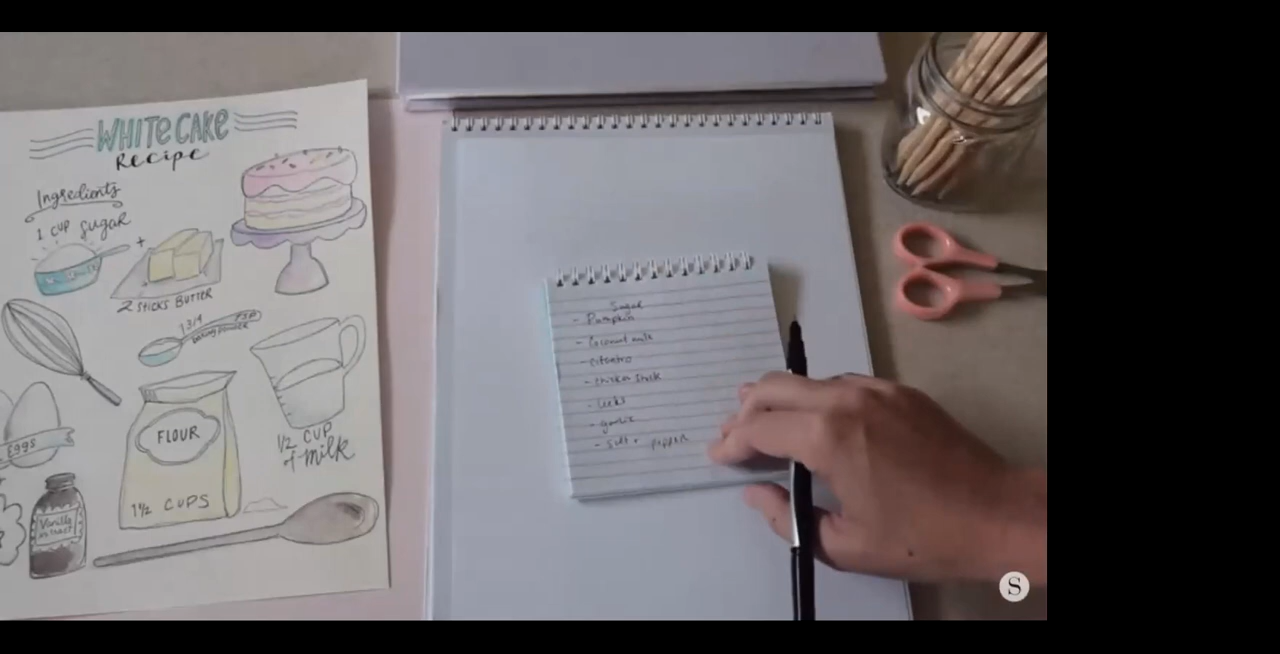 WHITE CAKE
Recipe
Ingredients
1 CUP sugar
+
2 STICKS BUTTER
1 3/4 TSP
baking powder
Eggs
FLOUR
1 1/2 CUPS
1/2 CUP
of milk
Vanilla
extract
Sugar
- Pumpkin
- Coconut milk
- cilantro
- chicken stock
- leeks
- garlic
- salt + pepper
S